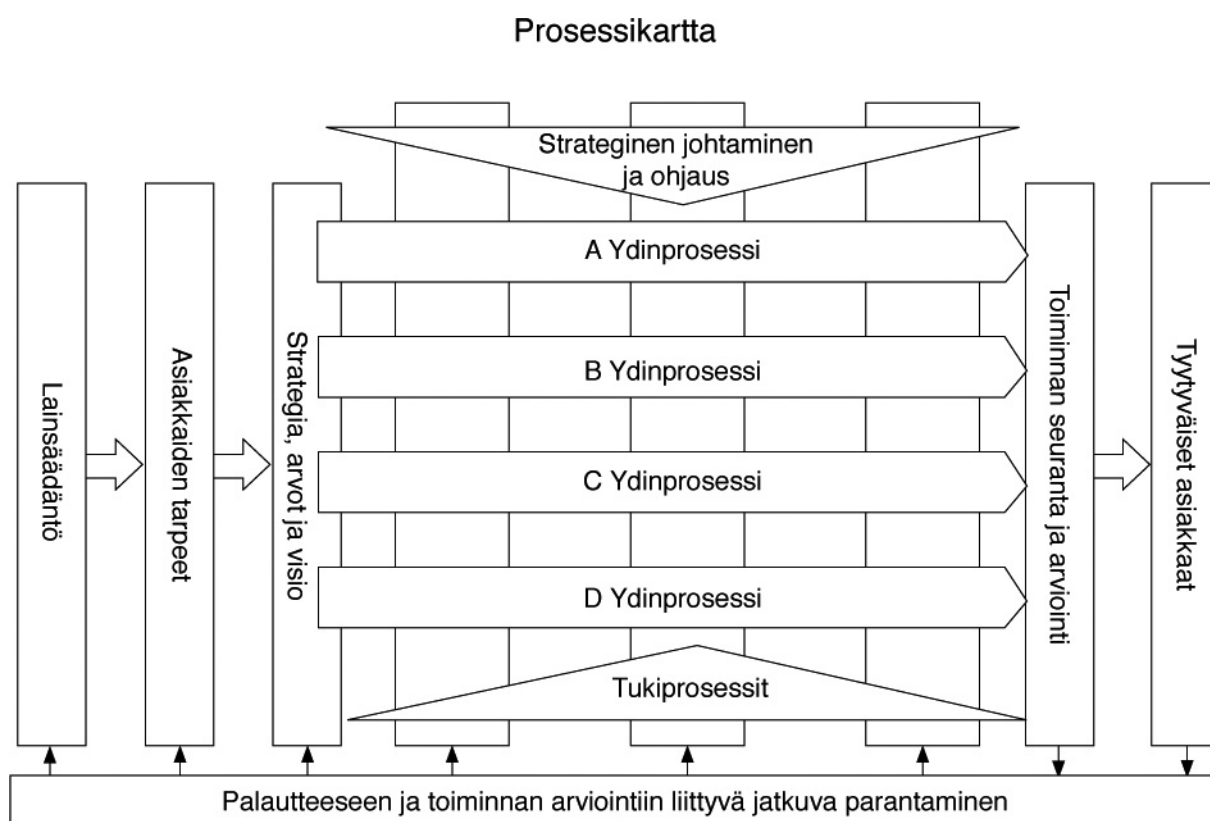 Prosessikartta
Strateginen johtaminen
ja ohjaus
Lainsäädäntö
Asiakkaiden tarpeet
Strategia, arvot ja visio
A Ydinprosessi
B Ydinprosessi
C Ydinprosessi
D Ydinprosessi
Tukiprosessit
Toiminnan seuranta ja arviointi
Tyytyväiset asiakkaat
Palautteeseen ja toiminnan arviointiin liittyvä jatkuva parantaminen